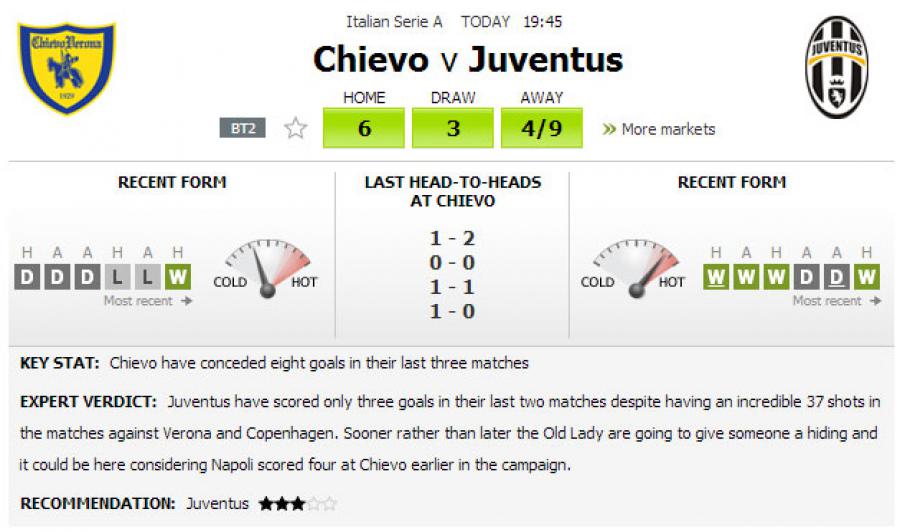 Italian Serie A TODAY 19:45
Chievo v Juventus
ChievoVerona
1929
JUVENTUS
HOME DRAW AWAY
BT2 6 3 4/9 » More markets
RECENT FORM
H A A H A H
D D D L L W
Most recent →
COLD HOT
LAST HEAD-TO-HEADS
AT CHIEVO
1 - 2
0 - 0
1 - 1
1 - 0
RECENT FORM
COLD HOT
H A H A A H
W W W D D W
Most recent →
KEY STAT: Chievo have conceded eight goals in their last three matches
EXPERT VERDICT: Juventus have scored only three goals in their last two matches despite having an incredible 37 shots in
the matches against Verona and Copenhagen. Sooner rather than later the Old Lady are going to give someone a hiding and
it could be here considering Napoli scored four at Chievo earlier in the campaign.
RECOMMENDATION: Juventus ★★★☆☆